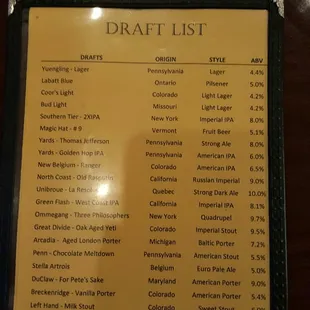 DRAFT LIST
DRAFTS ORIGIN STYLE ABV
Yuengling - Lager Pennsylvania Lager 4.4%
Labatt Blue Ontario Pilsener 5.0%
Coor's Light Colorado Light Lager 4.2%
Bud Light Missouri Light Lager 4.2%
Southern Tier - 2XIPA New York Imperial IPA 8.0%
Magic Hat - # 9 Vermont Fruit Beer 5.1%
Yards - Thomas Jefferson Pennsylvania Strong Ale 8.0%
Yards - Golden Hop IPA Pennsylvania American IPA 6.0%
New Belgium - Ranger Colorado American IPA 6.5%
North Coast - Old Rasputin California Russian Imperial 9.0%
Unibroue - La Resolut Quebec Strong Dark Ale 10.0%
Green Flash - West Coast IPA California Imperial IPA 8.1%
Ommegang - Three Philosophers New York Quadrupel 9.7%
Great Divide - Oak Aged Yeti Colorado Imperial Stout 9.5%
Arcadia - Aged London Porter Michigan Baltic Porter 7.2%
Penn - Chocolate Meltdown Pennsylvania American Stout 5.5%
Stella Artrois Belgium Euro Pale Ale 5.0%
DuClaw - For Pete's Sake Maryland American Porter 9.0%
Breckenridge - Vanilla Porter Colorado American Porter 5.4%
Left Hand - Milk Stout Colorado Sweet Stout